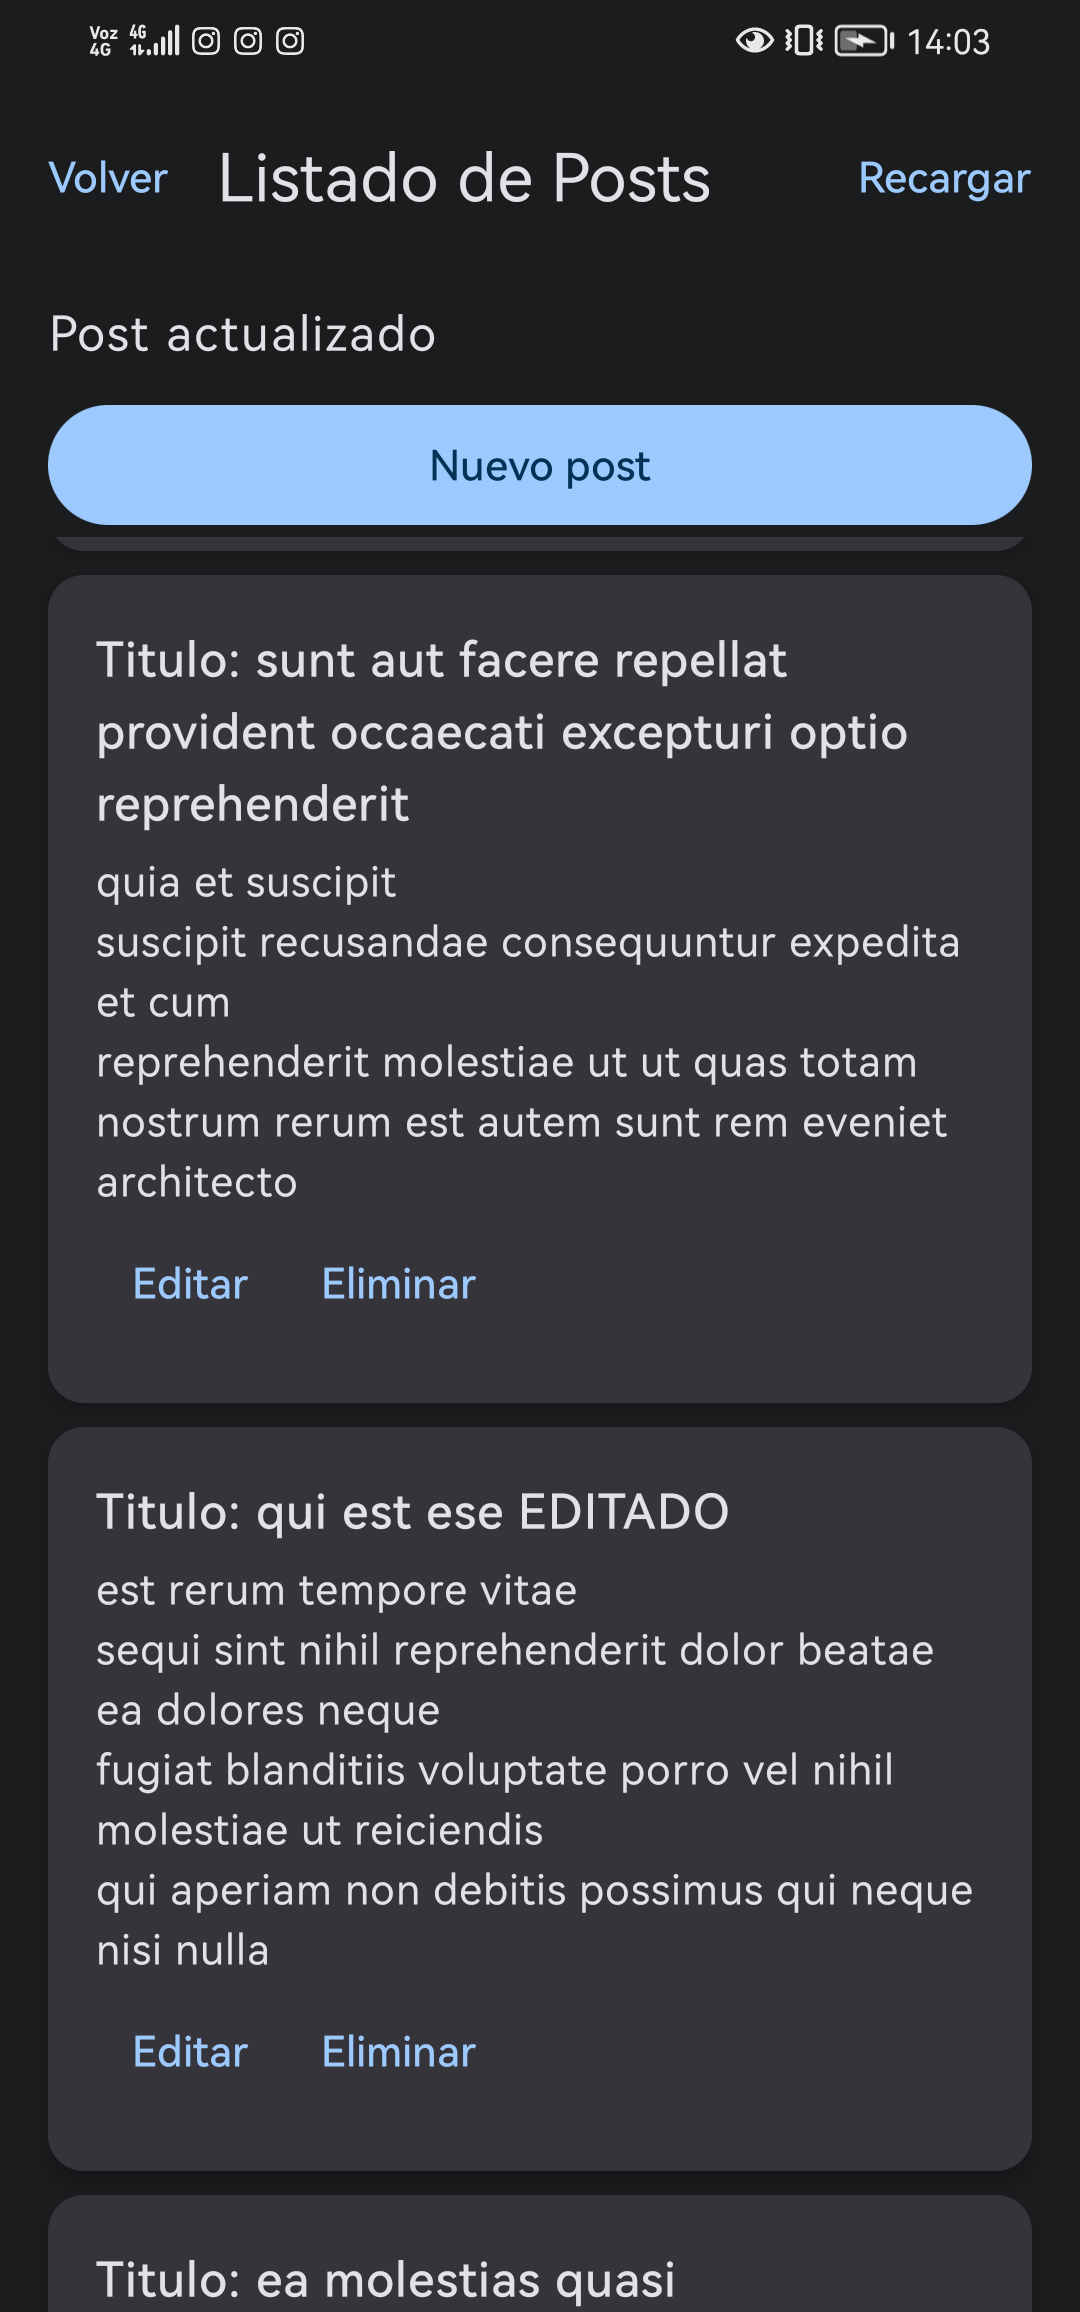 Voz 4G 4G 14:03
Volver Listado de Posts Recargar
Post actualizado
Nuevo post
Titulo: sunt aut facere repellat
provident occaecati excepturi optio
reprehenderit
quia et suscipit
suscipit recusandae consequuntur expedita
et cum
reprehenderit molestiae ut ut quas totam
nostrum rerum est autem sunt rem eveniet
architecto
Editar Eliminar
Titulo: qui est ese EDITADO
est rerum tempore vitae
sequi sint nihil reprehenderit dolor beatae
ea dolores neque
fugiat blanditiis voluptate porro vel nihil
molestiae ut reiciendis
qui aperiam non debitis possimus qui neque
nisi nulla
Editar Eliminar
Titulo: ea molestias quasi